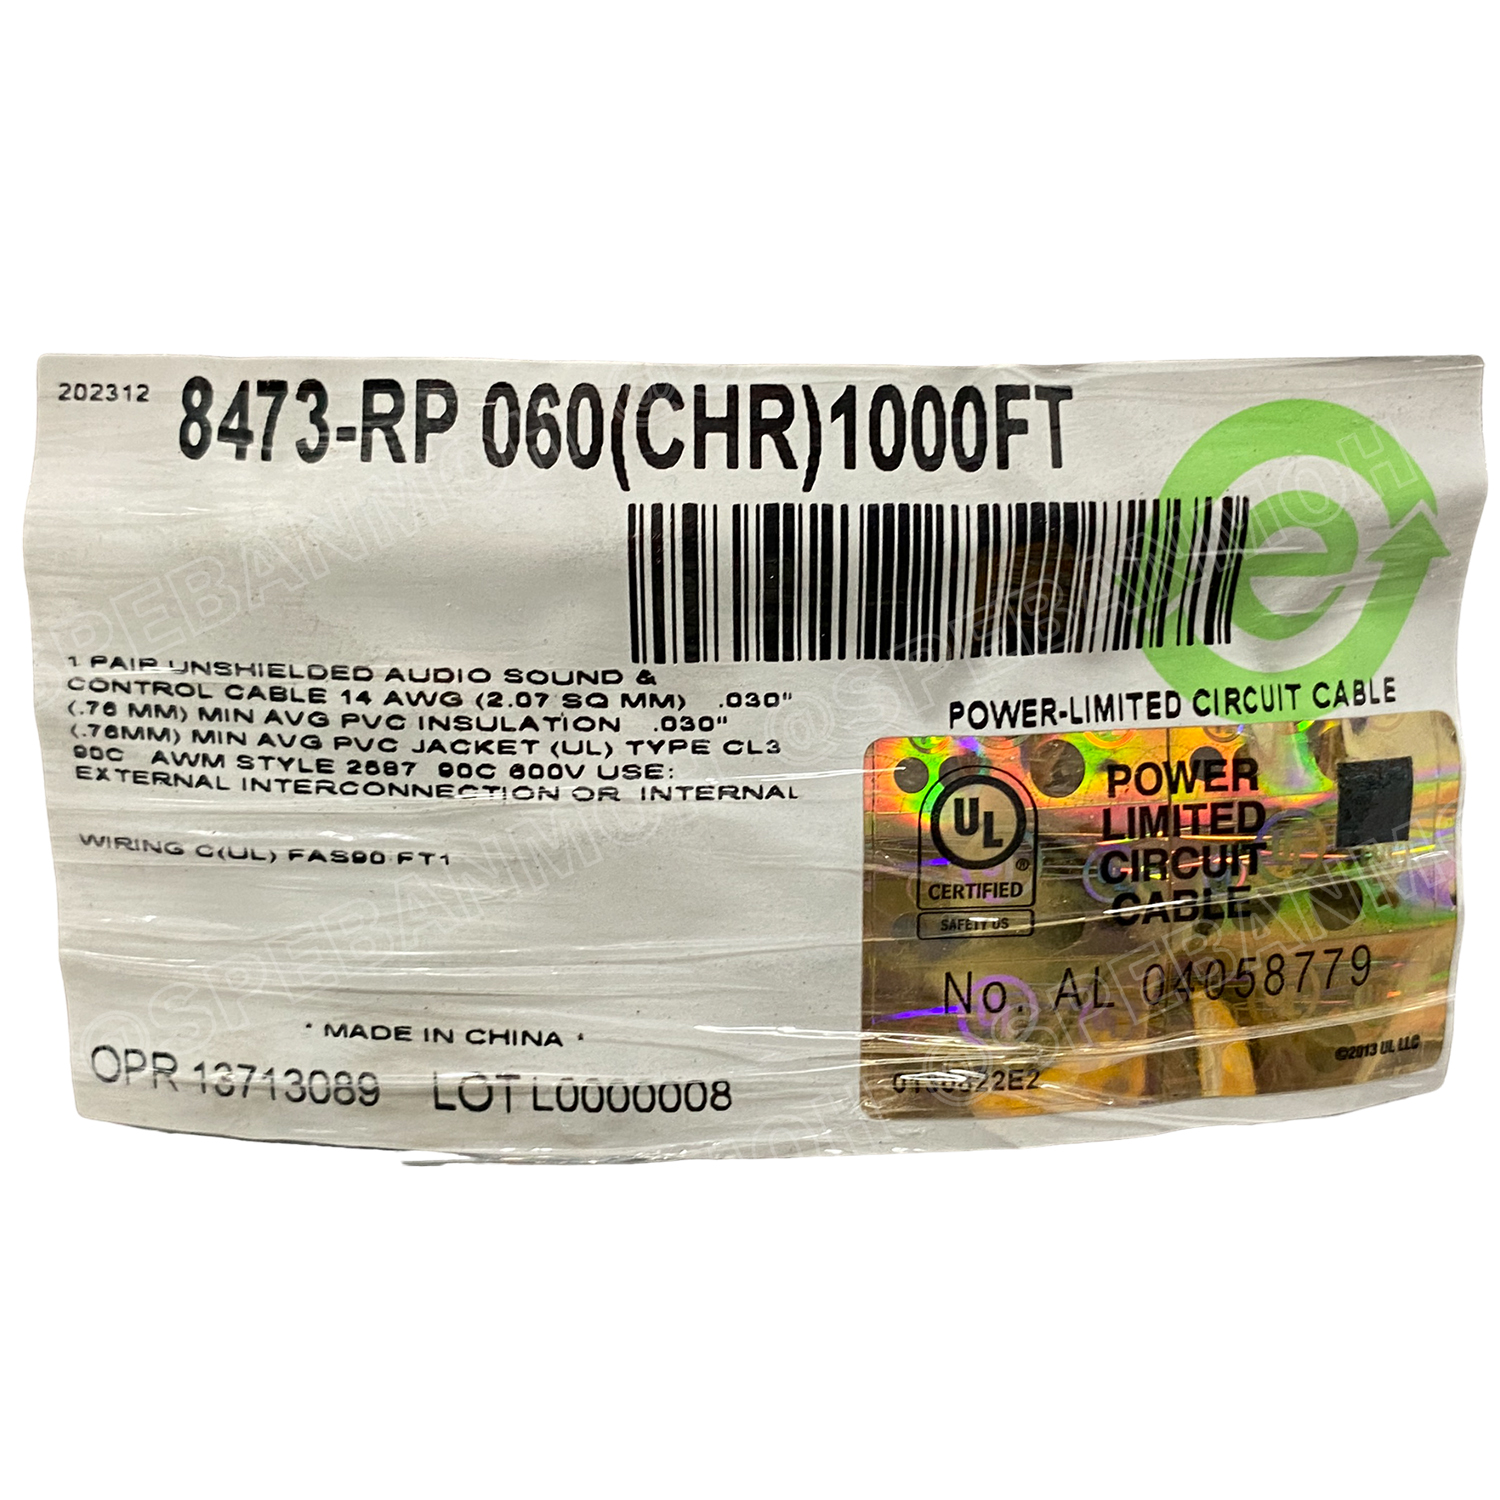 202312 8473-RP 060(CHR)1000FT
e
1 PAIR UNSHIELDED AUDIO SOUND &
CONTROL CABLE 14 AWG (2.07 SQ MM) .030"
(.76 MM) MIN AVG PVC INSULATION .030"
(.76MM) MIN AVG PVC JACKET (UL) TYPE CL3
90C AWM STYLE 2587 90C 600V USE:
EXTERNAL INTERCONNECTION OR INTERNAL
WIRING C(UL) FAS90 FT1
* MADE IN CHINA *
OPR 13713089 LOT L0000008
POWER-LIMITED CIRCUIT CABLE
UL
®
CERTIFIED
SAFETY US
POWER
LIMITED
CIRCUIT
CABLE
No. AL 04058779
©2013 UL LLC
@SPEBANMOH